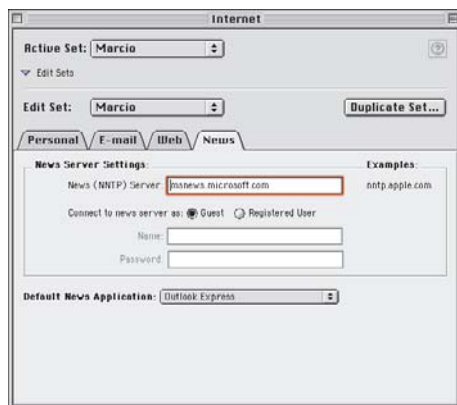 Internet
Active Set: Marcio
Edit Sets
Edit Set: Marcio Duplicate Set...
Personal E-mail Web News
News Server Settings: Examples:
News (NNTP) Server: msnews.microsoft.com nntp.apple.com
Connect to news server as: Guest Registered User
Name:
Password:
Default News Application: Outlook Express